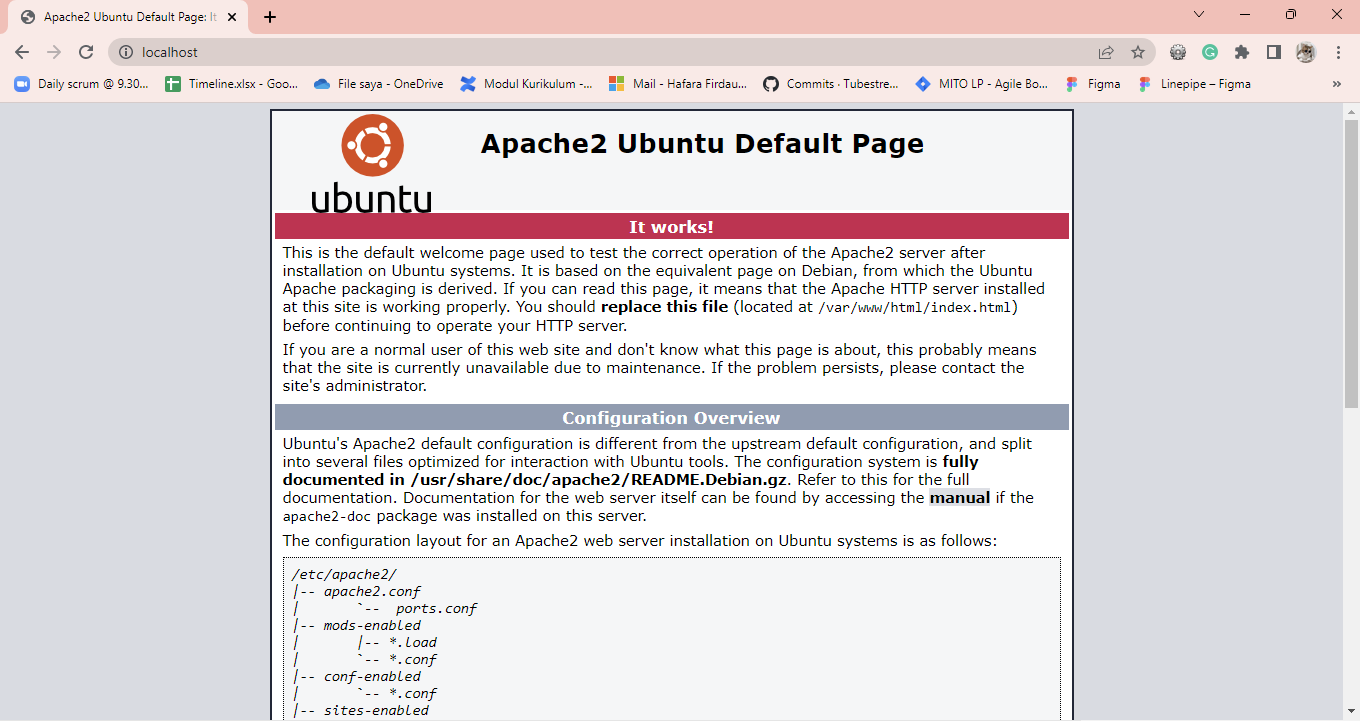 Apache2 Ubuntu Default Page: It
localhost
Daily scrum @ 9.30... Timeline.xlsx - Goo... File saya - OneDrive Modul Kurikulum -... Mail - Hafara Firdau... Commits · Tubestre... MITO LP - Agile Bo... Figma Linepipe – Figma »
ubuntu
Apache2 Ubuntu Default Page
It works!
This is the default welcome page used to test the correct operation of the Apache2 server after
installation on Ubuntu systems. It is based on the equivalent page on Debian, from which the Ubuntu
Apache packaging is derived. If you can read this page, it means that the Apache HTTP server installed
at this site is working properly. You should replace this file (located at /var/www/html/index.html)
before continuing to operate your HTTP server.
If you are a normal user of this web site and don't know what this page is about, this probably means
that the site is currently unavailable due to maintenance. If the problem persists, please contact the
site's administrator.
Configuration Overview
Ubuntu's Apache2 default configuration is different from the upstream default configuration, and split
into several files optimized for interaction with Ubuntu tools. The configuration system is fully
documented in /usr/share/doc/apache2/README.Debian.gz. Refer to this for the full
documentation. Documentation for the web server itself can be found by accessing the manual if the
apache2-doc package was installed on this server.
The configuration layout for an Apache2 web server installation on Ubuntu systems is as follows:
/etc/apache2/
|-- apache2.conf
|       `--  ports.conf
|-- mods-enabled
|       |-- *.load
|       `-- *.conf
|-- conf-enabled
|       `-- *.conf
|-- sites-enabled